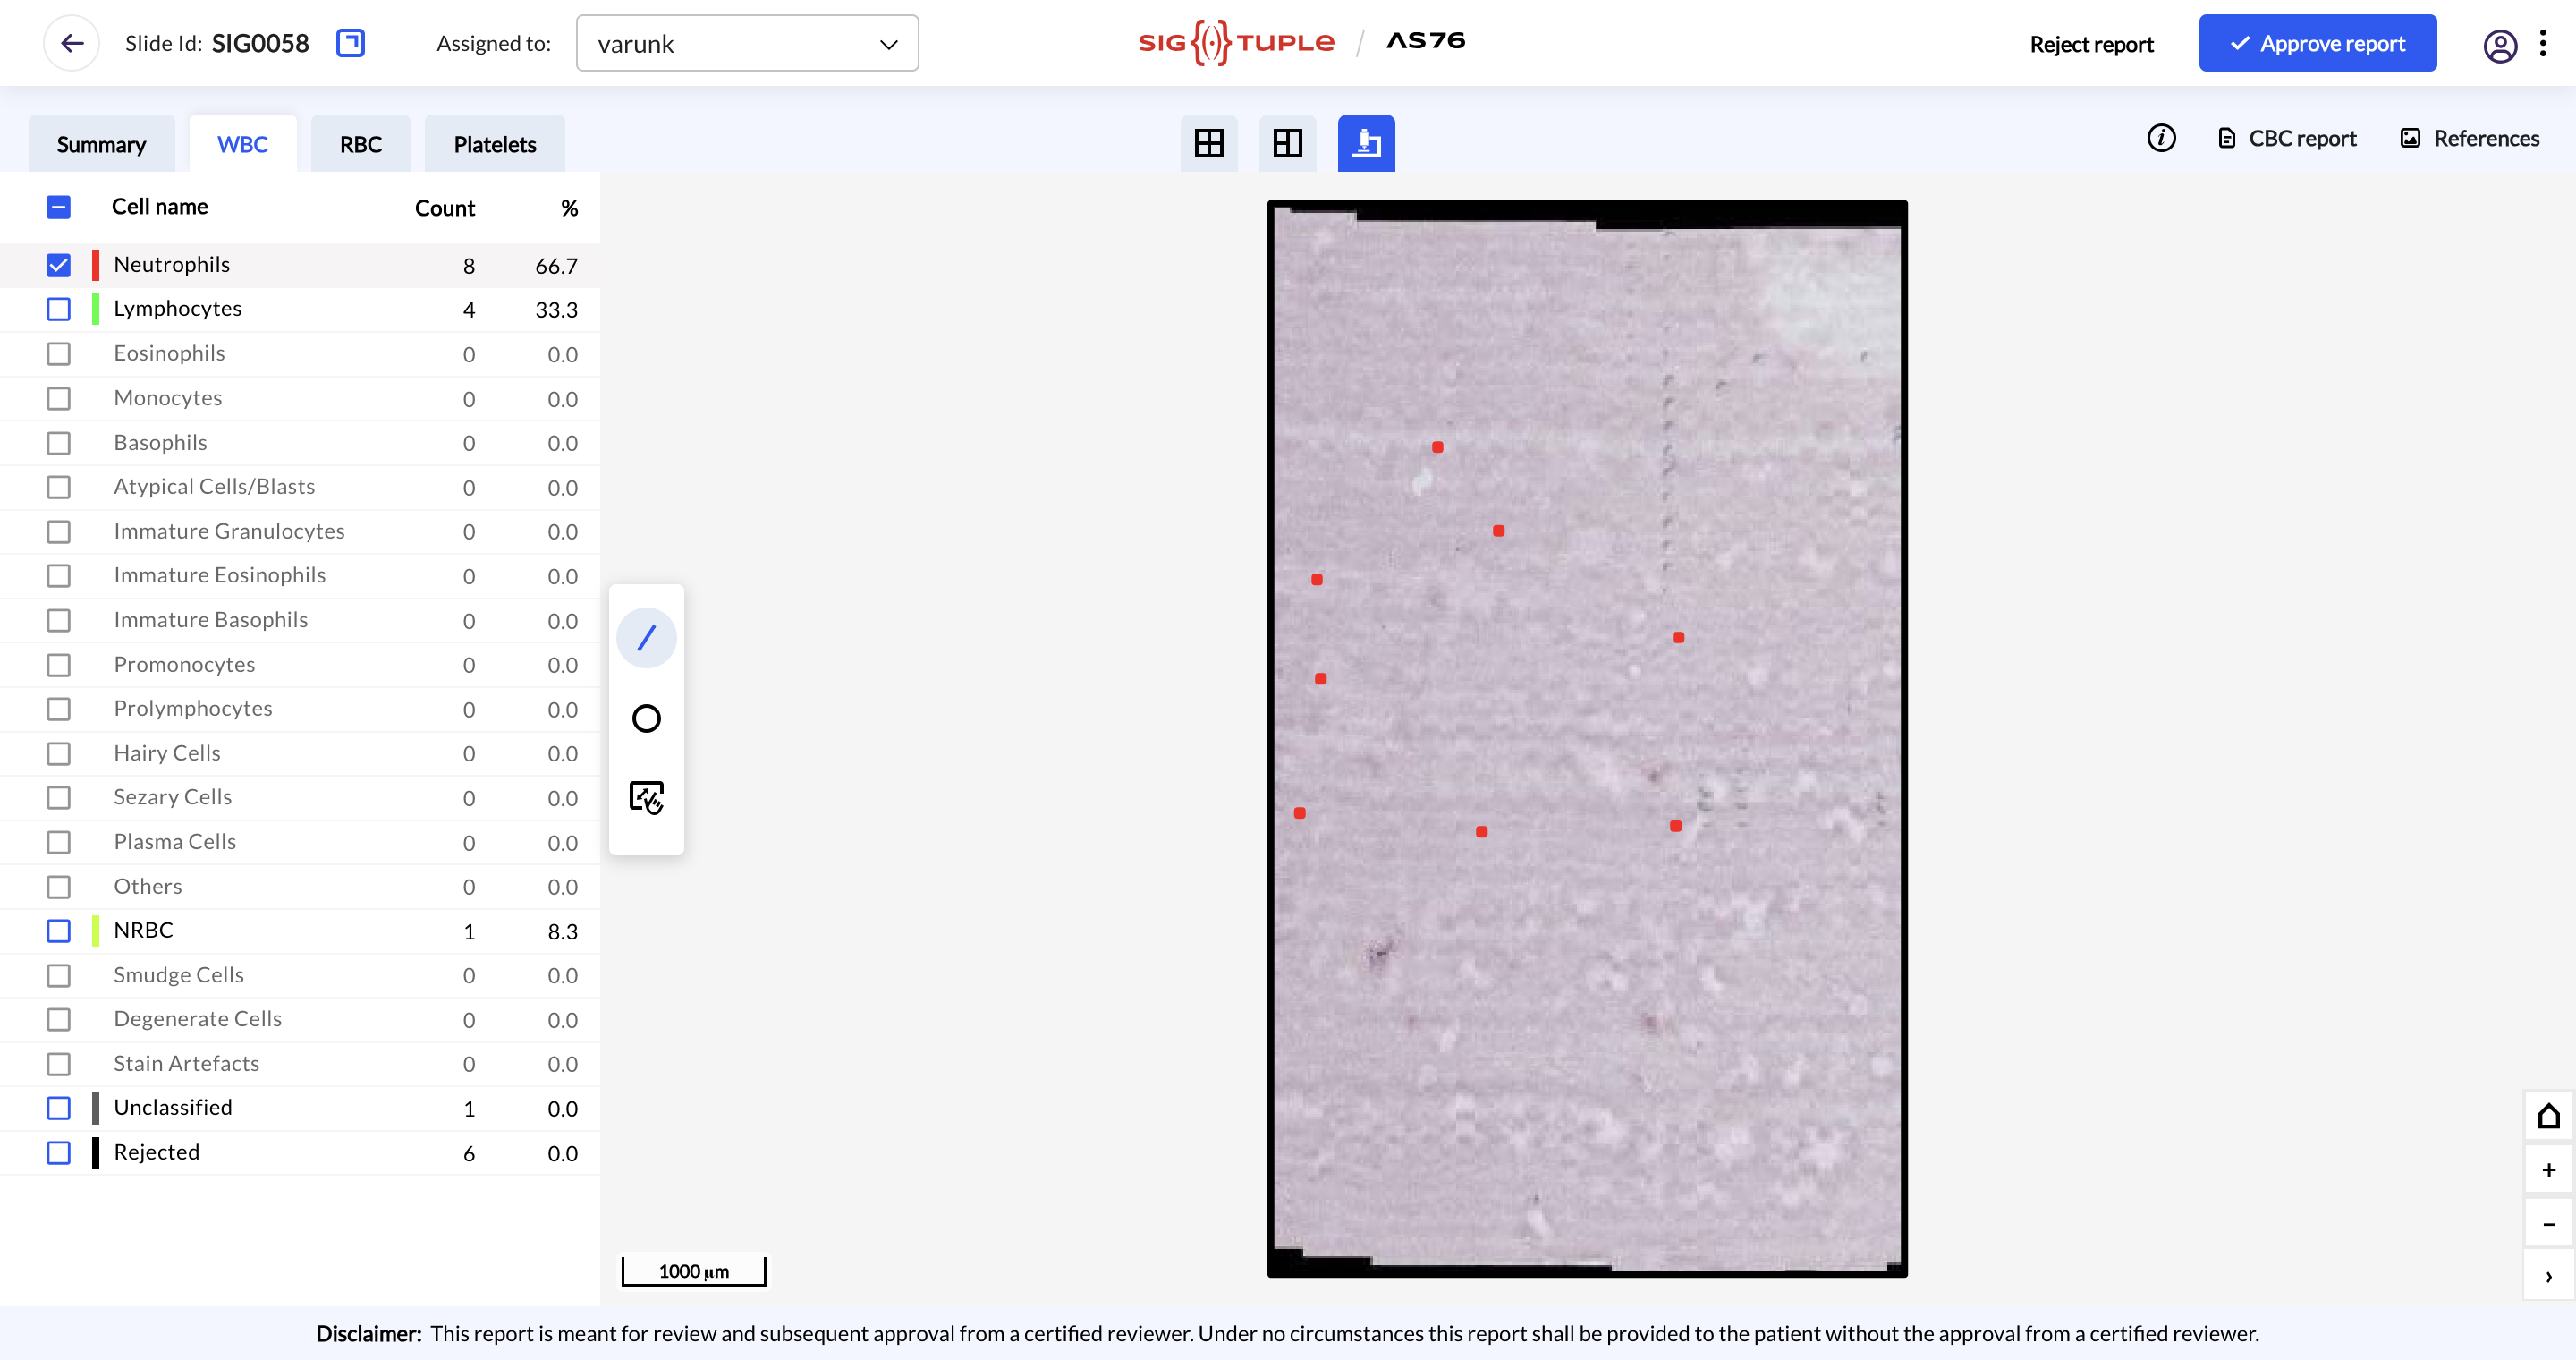 Slide Id: SIG0058 Assigned to: varunk SIG TUPLE / AS76 Reject report Approve report
Summary WBC RBC Platelets i CBC report References
Cell name Count %
Neutrophils 8 66.7
Lymphocytes 4 33.3
Eosinophils 0 0.0
Monocytes 0 0.0
Basophils 0 0.0
Atypical Cells/Blasts 0 0.0
Immature Granulocytes 0 0.0
Immature Eosinophils 0 0.0
Immature Basophils 0 0.0
Promonocytes 0 0.0
Prolymphocytes 0 0.0
Hairy Cells 0 0.0
Sezary Cells 0 0.0
Plasma Cells 0 0.0
Others 0 0.0
NRBC 1 8.3
Smudge Cells 0 0.0
Degenerate Cells 0 0.0
Stain Artefacts 0 0.0
Unclassified 1 0.0
Rejected 6 0.0
1000 µm
Disclaimer: This report is meant for review and subsequent approval from a certified reviewer. Under no circumstances this report shall be provided to the patient without the approval from a certified reviewer.